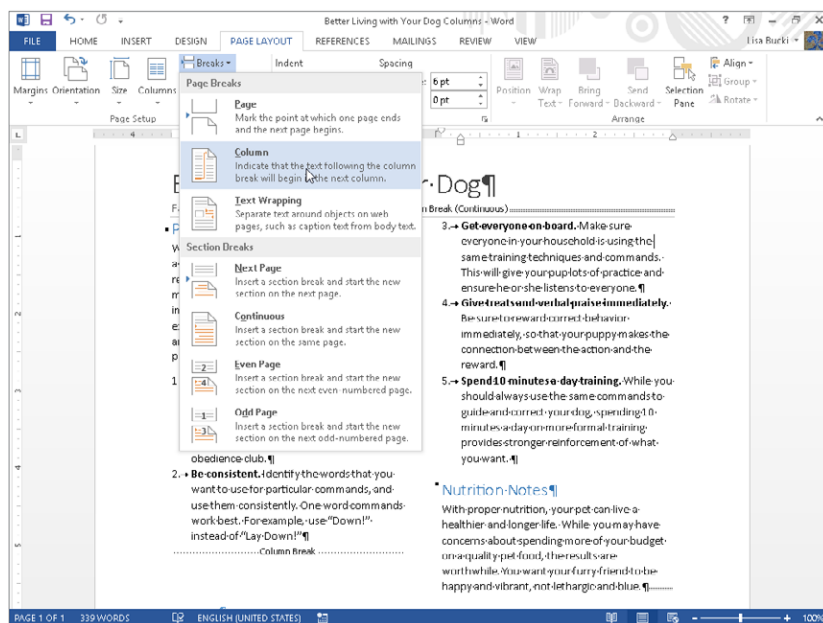 Better Living with Your Dog Columns - Word
FILE HOME INSERT DESIGN PAGE LAYOUT REFERENCES MAILINGS REVIEW VIEW Lisa Bucki
Breaks Indent Spacing
Margins Orientation Size Columns
6 pt
0 pt
Position Wrap Text Bring Forward Send Backward Selection Pane
Align
Group
Rotate
Page Setup Arrange
Page Breaks
Page
Mark the point at which one page ends
and the next page begins.
Column
Indicate that the text following the column
break will begin the next column.
Text Wrapping
Separate text around objects on web
pages, such as caption text from body text.
Section Breaks
Next Page
Insert a section break and start the new
section on the next page.
Continuous
Insert a section break and start the new
section on the same page.
Even Page
Insert a section break and start the new
section on the next even-numbered page.
Odd Page
Insert a section break and start the new
section on the next odd-numbered page.
Dog¶
Break (Continuous)
obedience club.¶
2. Be consistent. Identify the words that you
want to use for particular commands, and
use them consistently. One word commands
work best. For example, use “Down!”
instead of “Lay Down!”¶
Column Break
3. Get everyone on board. Make sure
everyone in your household is using the
same training techniques and commands.
This will give your pup lots of practice and
ensure he or she listens to everyone.¶
4. Give treats and verbal praise immediately.
Be sure to reward correct behavior
immediately, so that your puppy makes the
connection between the action and the
reward.¶
5. Spend 10 minutes a day training. While you
should always use the same commands to
guide and correct your dog, spending 10
minutes a day on more formal training
provides stronger reinforcement of what
you want.¶
Nutrition Notes¶
With proper nutrition, your pet can live a
healthier and longer life. While you may have
concerns about spending more of your budget
on a quality pet food, the results are
worthwhile. You want your furry friend to be
happy and vibrant, not lethargic and blue.¶
PAGE 1 OF 1 339 WORDS ENGLISH (UNITED STATES) 100%